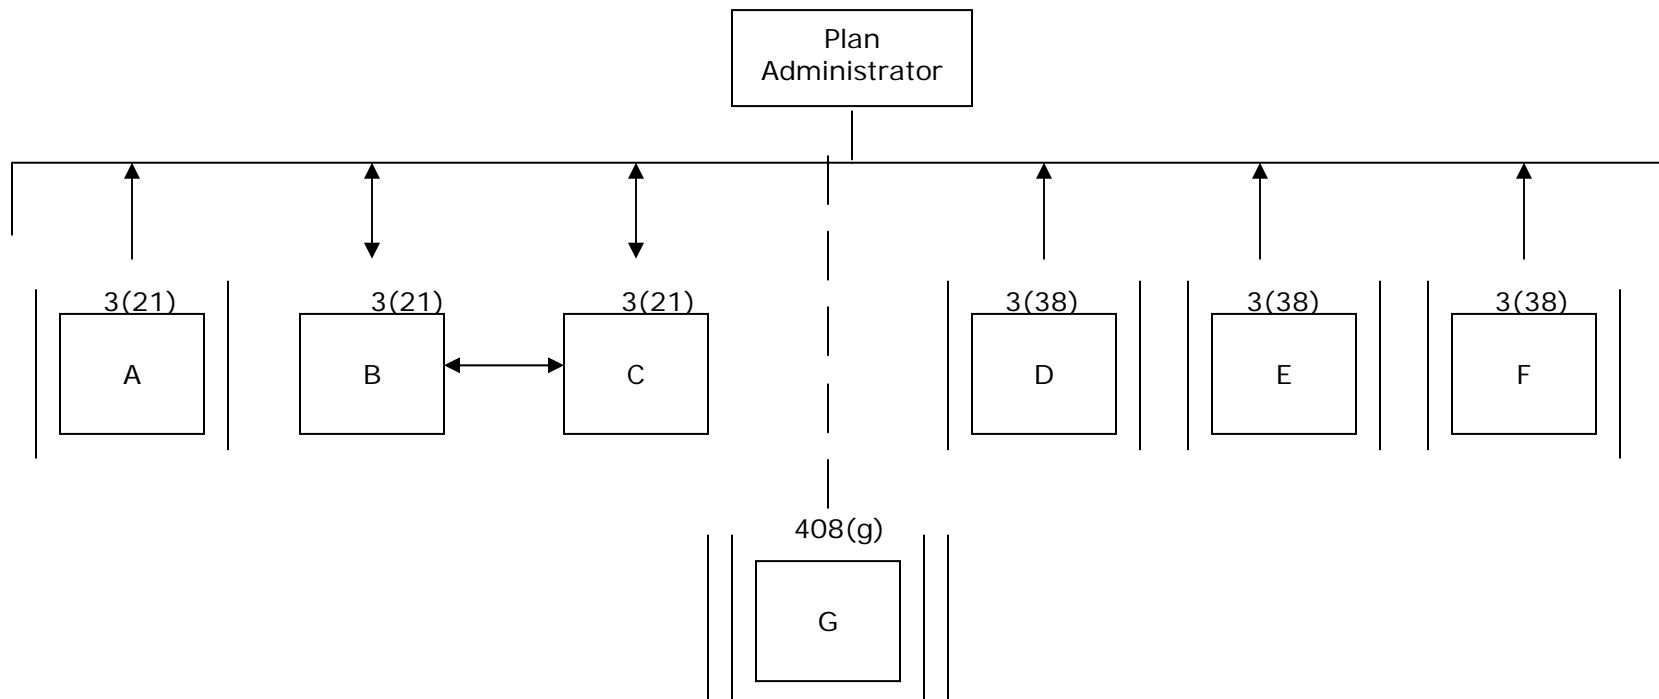 Plan
Administrator
3(21)
3(21)
3(21)
3(38)
3(38)
3(38)
A
B
C
D
E
F
408(g)
G